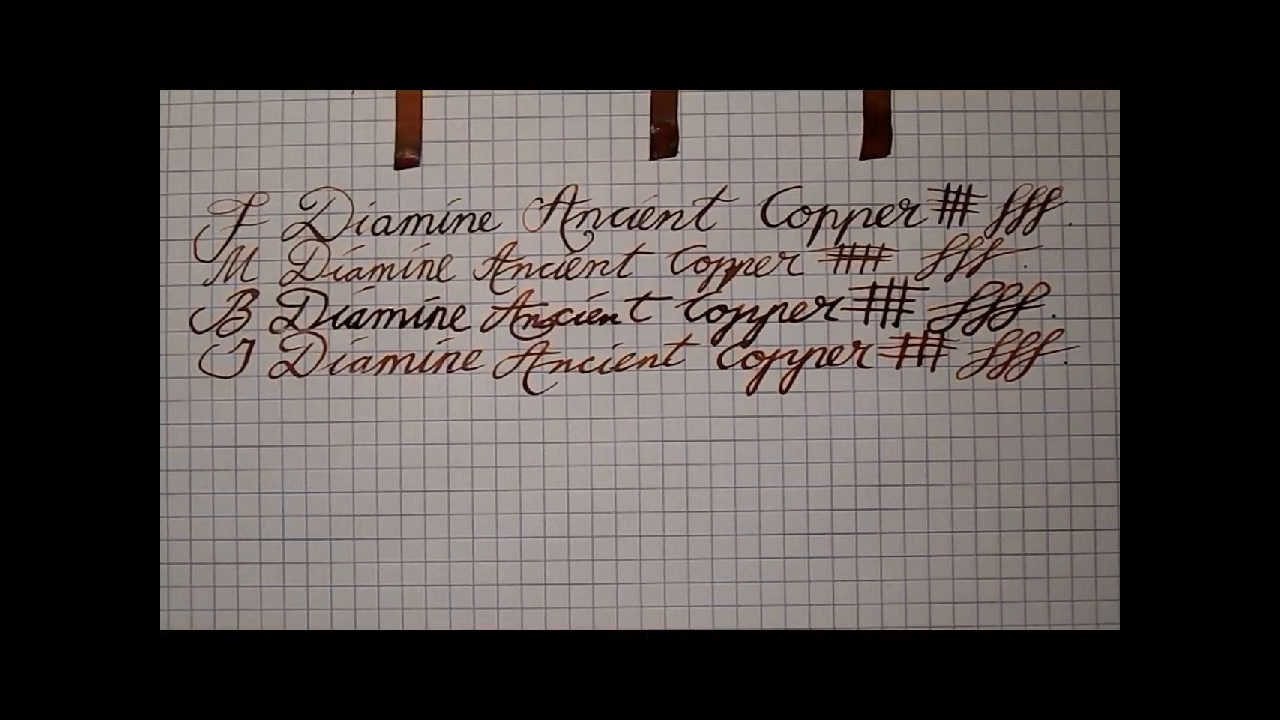 F Diamine Ancient Copper # fff.
M Diamine Ancient Copper # fff.
B Diamine Ancient Copper # fff.
I Diamine Ancient Copper # fff.